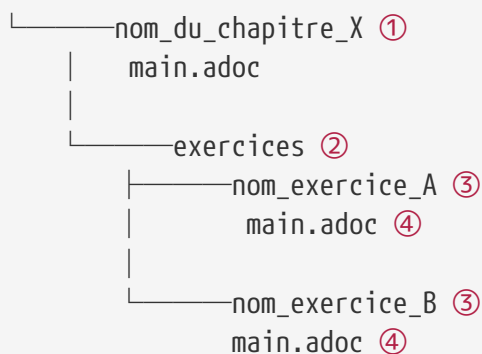 └───────nom_du_chapitre_X ①
│ main.adoc
│
└───────exercices ②
├───────nom_exercice_A ③
│ main.adoc ④
│
└───────nom_exercice_B ③
main.adoc ④